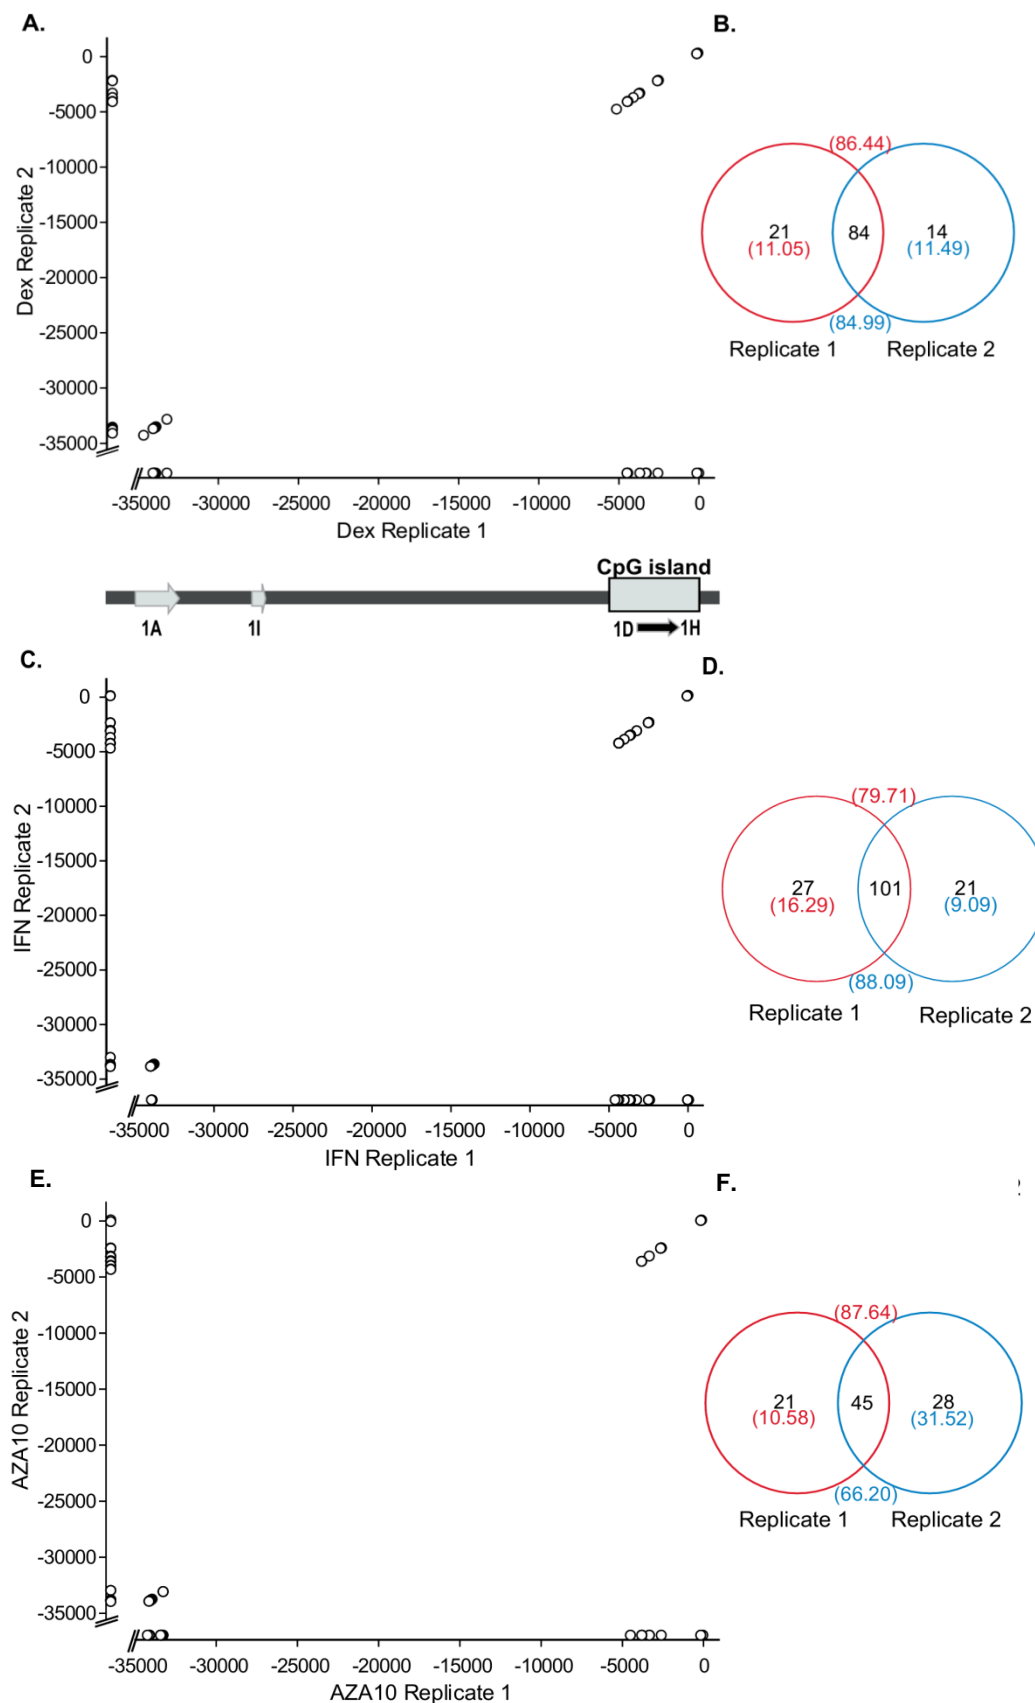 A.
0
-5000
-10000
-15000
-20000
-25000
-30000
-35000
Dex Replicate 2
-35000 -30000 -25000 -20000 -15000 -10000 -5000 0
Dex Replicate 1
B.
(86.44)
21 84 14
(11.05) (11.49)
(84.99)
Replicate 1 Replicate 2
CpG island
1A 1I 1D 1H
C.
0
-5000
-10000
-15000
-20000
-25000
-30000
-35000
IFN Replicate 2
-35000 -30000 -25000 -20000 -15000 -10000 -5000 0
IFN Replicate 1
D.
(79.71)
27 101 21
(16.29) (9.09)
(88.09)
Replicate 1 Replicate 2
E.
0
-5000
-10000
-15000
-20000
-25000
-30000
-35000
AZA10 Replicate 2
-35000 -30000 -25000 -20000 -15000 -10000 -5000 0
AZA10 Replicate 1
F.
(87.64)
21 45 28
(10.58) (31.52)
(66.20)
Replicate 1 Replicate 2